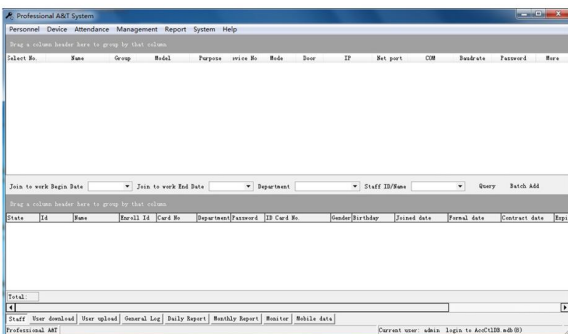 Professional A&T System
Personnel Device Attendance Management Report System Help
Drag a column header here to group by that column
Select No. Name Group Model Purpose evice No Mode Door IP Net port COM Baudrate Password More
Join to work Begin Date Join to work End Date Department Staff ID/Name Query Batch Add
Drag a column header here to group by that column
State Id Name Enroll Id Card No Department Password ID Card No. Gender Birthday Joined date Formal date Contract date Expi
Total:
Staff User download User upload General Log Daily Report Monthly Report Monitor Mobile data
Professional A&T Current user: admin login to AccCtlDB.mdb(0)